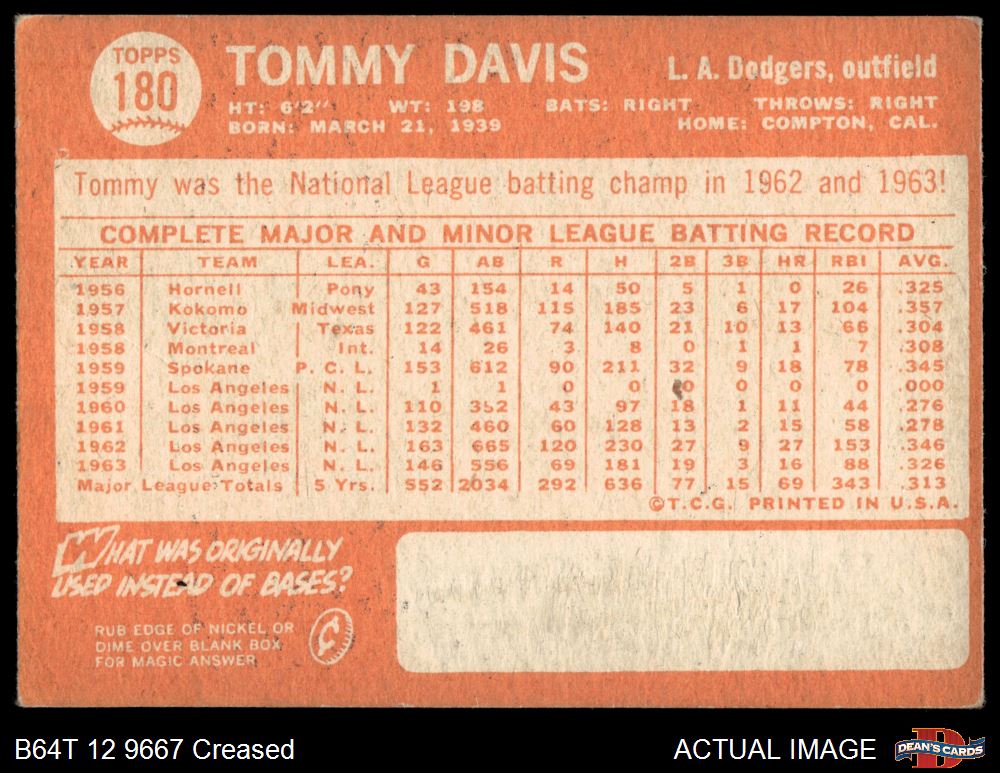 TOPPS
180
TOMMY DAVIS
L. A. Dodgers, outfield
HT: 6'2" WT: 198 BATS: RIGHT THROWS: RIGHT
BORN: MARCH 21, 1939 HOME: COMPTON, CAL.
Tommy was the National League batting champ in 1962 and 1963!
COMPLETE MAJOR AND MINOR LEAGUE BATTING RECORD
YEAR TEAM LEA. G AB R H 2B 3B HR RBI AVG.
1956 Hornell Pony 43 154 14 50 5 1 0 26 .325
1957 Kokomo Midwest 127 518 115 185 23 6 17 104 .357
1958 Victoria Texas 122 461 74 140 21 10 13 66 .304
1958 Montreal Int. 14 26 3 8 0 1 1 7 .308
1959 Spokane P. C. L. 153 612 90 211 32 9 18 78 .345
1959 Los Angeles N. L. 1 1 0 0 0 0 0 0 .000
1960 Los Angeles N. L. 110 352 43 97 18 1 11 44 .276
1961 Los Angeles N. L. 132 460 60 128 13 2 15 58 .278
1962 Los Angeles N. L. 163 665 120 230 27 9 27 153 .346
1963 Los Angeles N. L. 146 556 69 181 19 3 16 88 .326
Major League Totals 5 Yrs. 552 2034 292 636 77 15 69 343 .313
©T.C.G. PRINTED IN U.S.A.
WHAT WAS ORIGINALLY
USED INSTEAD OF BASES?
RUB EDGE OF NICKEL OR
DIME OVER BLANK BOX
FOR MAGIC ANSWER
B64T 12 9667 Creased
ACTUAL IMAGE
DEAN'S CARDS